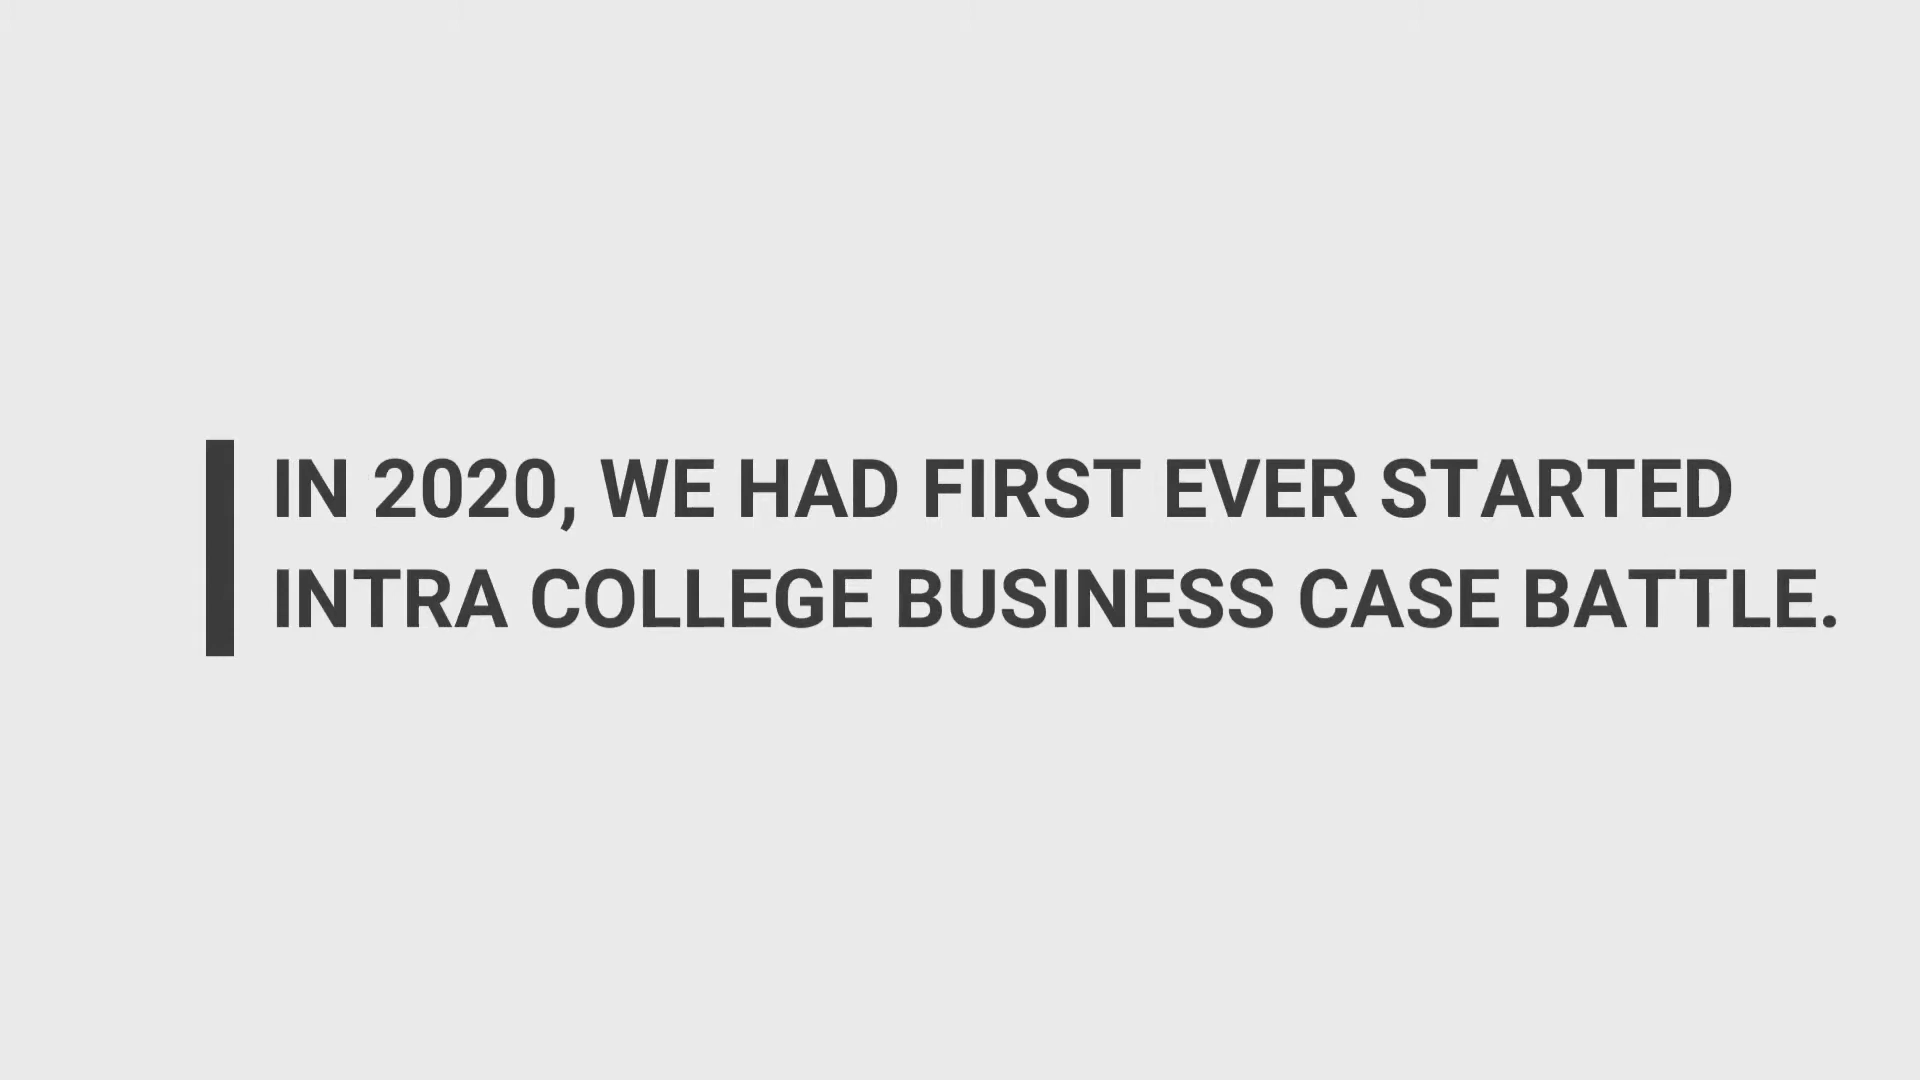 IN 2020, WE HAD FIRST EVER STARTED
INTRA COLLEGE BUSINESS CASE BATTLE.